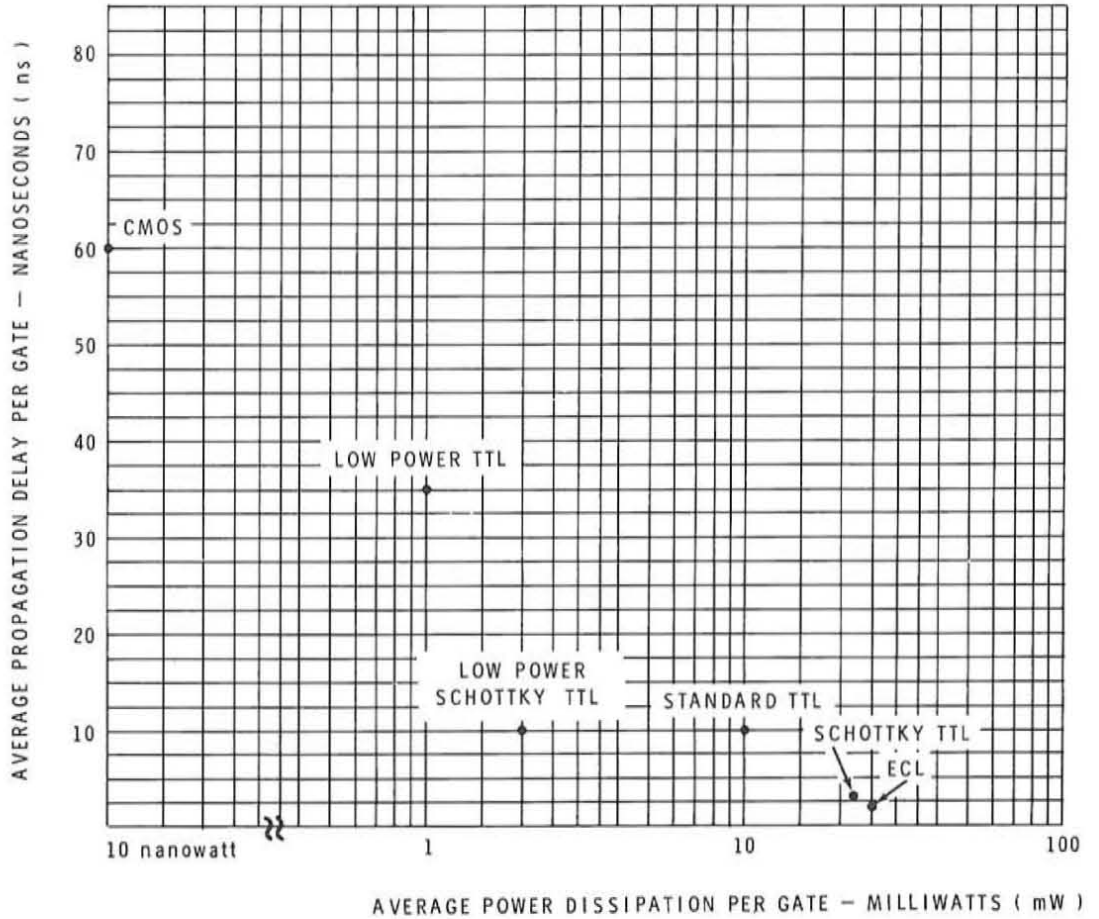 AVERAGE PROPAGATION DELAY PER GATE — NANOSECONDS ( ns )
80
70
60
50
40
30
20
10
CMOS
LOW POWER TTL
LOW POWER
SCHOTTKY TTL
STANDARD TTL
SCHOTTKY TTL
ECL
10 nanowatt
1
10
100
AVERAGE POWER DISSIPATION PER GATE — MILLIWATTS ( mW )